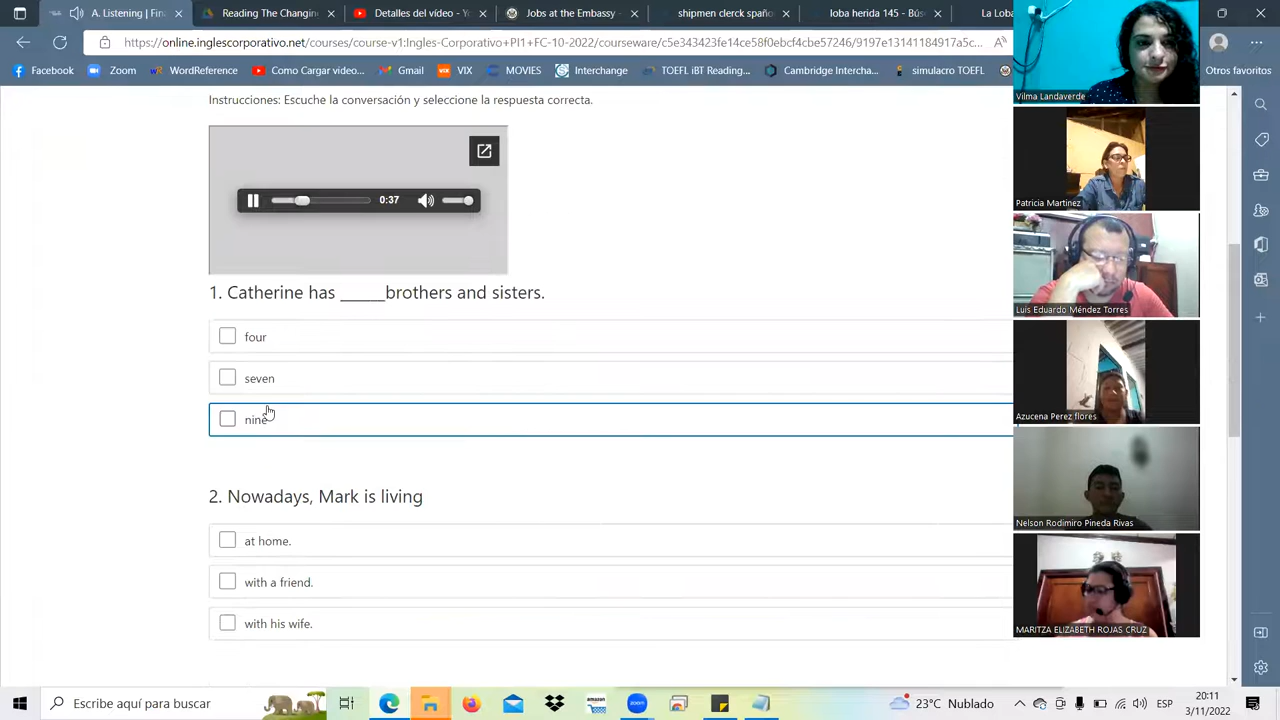 A. Listening | Fina
Reading The Changin
Detalles del vídeo -
Jobs at the Embassy -
shipmen clerck españo
lobo herida 145 - Bús
https://online.inglescorporativo.net/courses/course-v1:Ingles-Corporativo+PI1+FC-10-2022/courseware/c5e343423fe14ce58f0ebcf4cbe57246/9197e13141184917a5c...
Facebook
Zoom
WordReference
Como Cargar video...
Gmail
VIX
MOVIES
Interchange
TOEFL iBT Reading...
Cambridge Intercha...
simulacro TOEFL
Otros favoritos
Instrucciones: Escuche la conversación y seleccione la respuesta correcta.
0:37
1. Catherine has _____brothers and sisters.
four
seven
nine
2. Nowadays, Mark is living
at home.
with a friend.
with his wife.
Vilma Landaverde
Patricia Martinez
Luis Eduardo Méndez Torres
Azucena Perez flores
Nelson Rodimiro Pineda Rivas
MARITZA ELIZABETH ROJAS CRUZ
Escribe aquí para buscar
amazon
zoom
23°C Nublado
ESP
20:11
3/11/2022